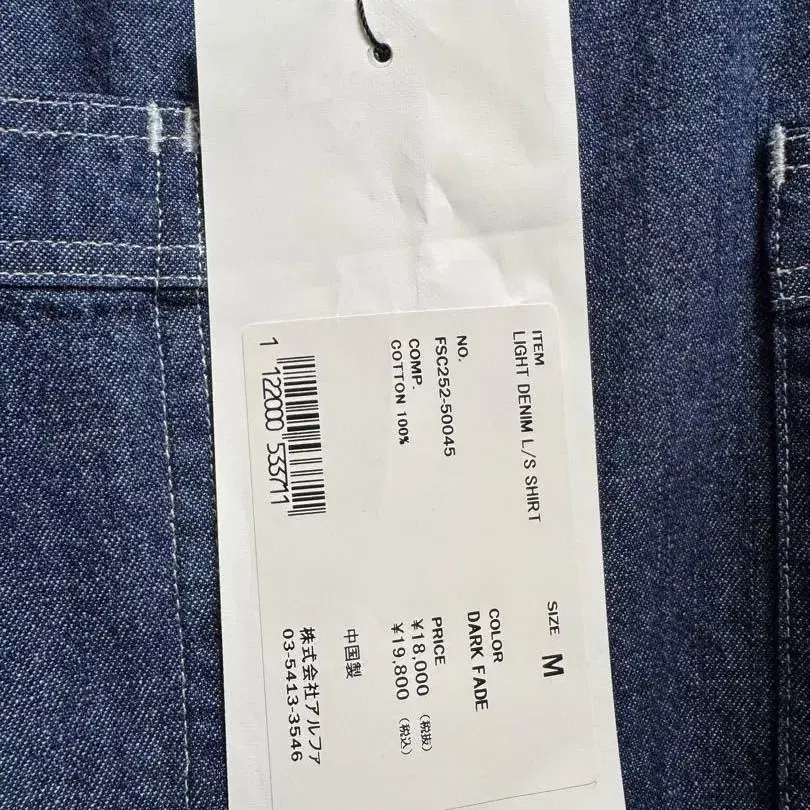 ITEM
LIGHT DENIM L/S SHIRT
SIZE M
NO.
FSC252-50045
COLOR
DARK FADE
COMP.
COTTON 100%
PRICE
¥18,000 (税抜)
¥19,800 (税込)
1 122000 533711
中国製
株式会社アルファ
03-5413-3546